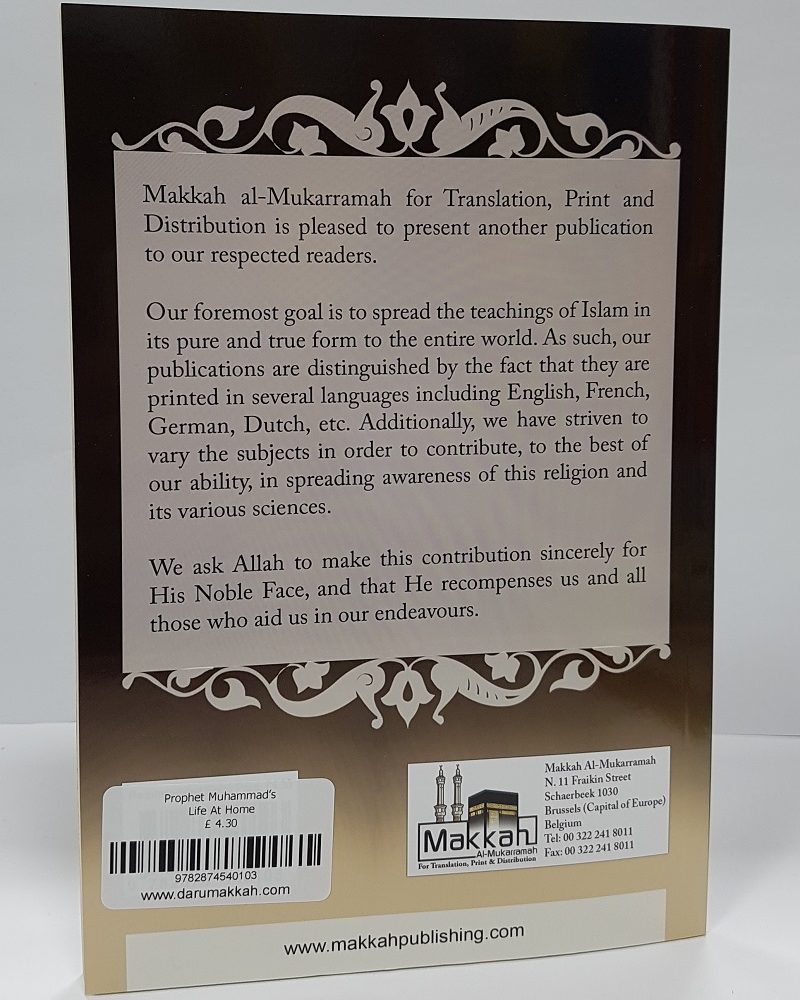 Makkah al-Mukarramah for Translation, Print and
Distribution is pleased to present another publication
to our respected readers.
Our foremost goal is to spread the teachings of Islam in
its pure and true form to the entire world. As such, our
publications are distinguished by the fact that they are
printed in several languages including English, French,
German, Dutch, etc. Additionally, we have striven to
vary the subjects in order to contribute, to the best of
our ability, in spreading awareness of this religion and
its various sciences.
We ask Allah to make this contribution sincerely for
His Noble Face, and that He recompenses us and all
those who aid us in our endeavours.
Prophet Muhammad's
Life At Home
£ 4.30
9782874540103
www.darumakkah.com
Makkah
Al-Mukarramah
For Translation, Print & Distribution
Makkah Al-Mukarramah
N. 11 Fraikin Street
Schaerbeek 1030
Brussels (Capital of Europe)
Belgium
Tel: 00 322 241 8011
Fax: 00 322 241 8011
www.makkahpublishing.com